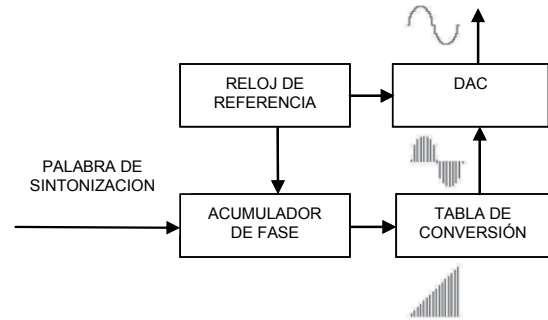 RELOJ DE
REFERENCIA
DAC
PALABRA DE
SINTONIZACION
ACUMULADOR
DE FASE
TABLA DE
CONVERSIÓN